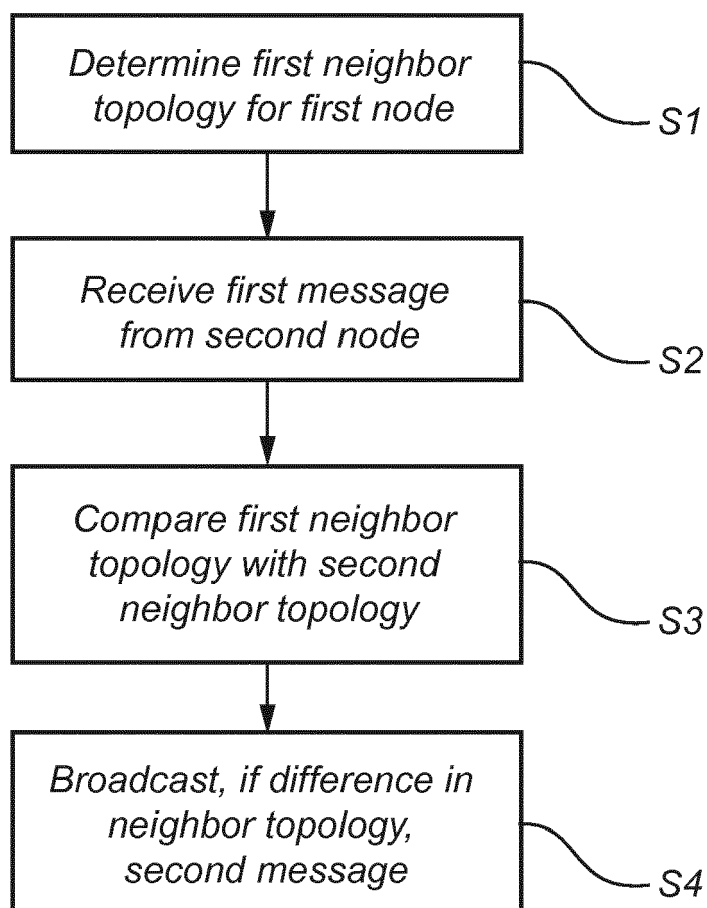 Determine first neighbor
topology for first node
S1
Receive first message
from second node
S2
Compare first neighbor
topology with second
neighbor topology
S3
Broadcast, if difference in
neighbor topology,
second message
S4